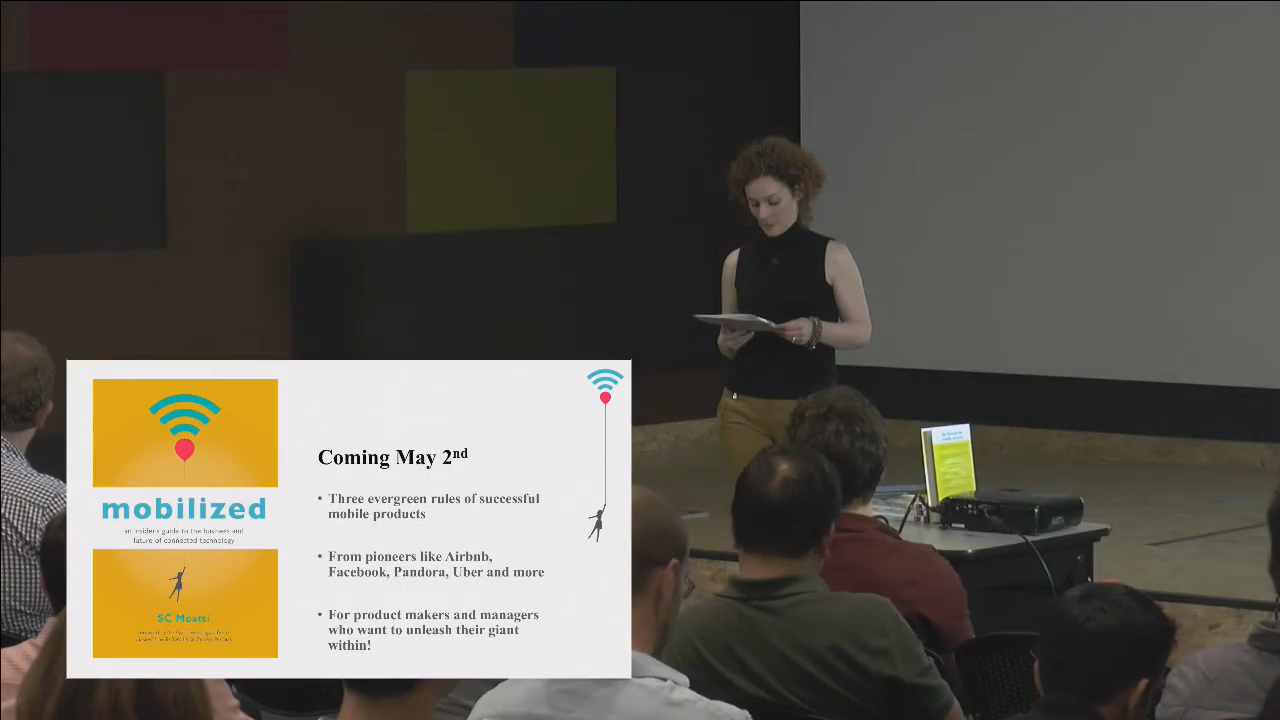 mobilized
an insider's guide to the business and
future of connected technology
SC Moatti
Coming May 2nd
• Three evergreen rules of successful
mobile products
• From pioneers like Airbnb,
Facebook, Pandora, Uber and more
• For product makers and managers
who want to unleash their giant
within!